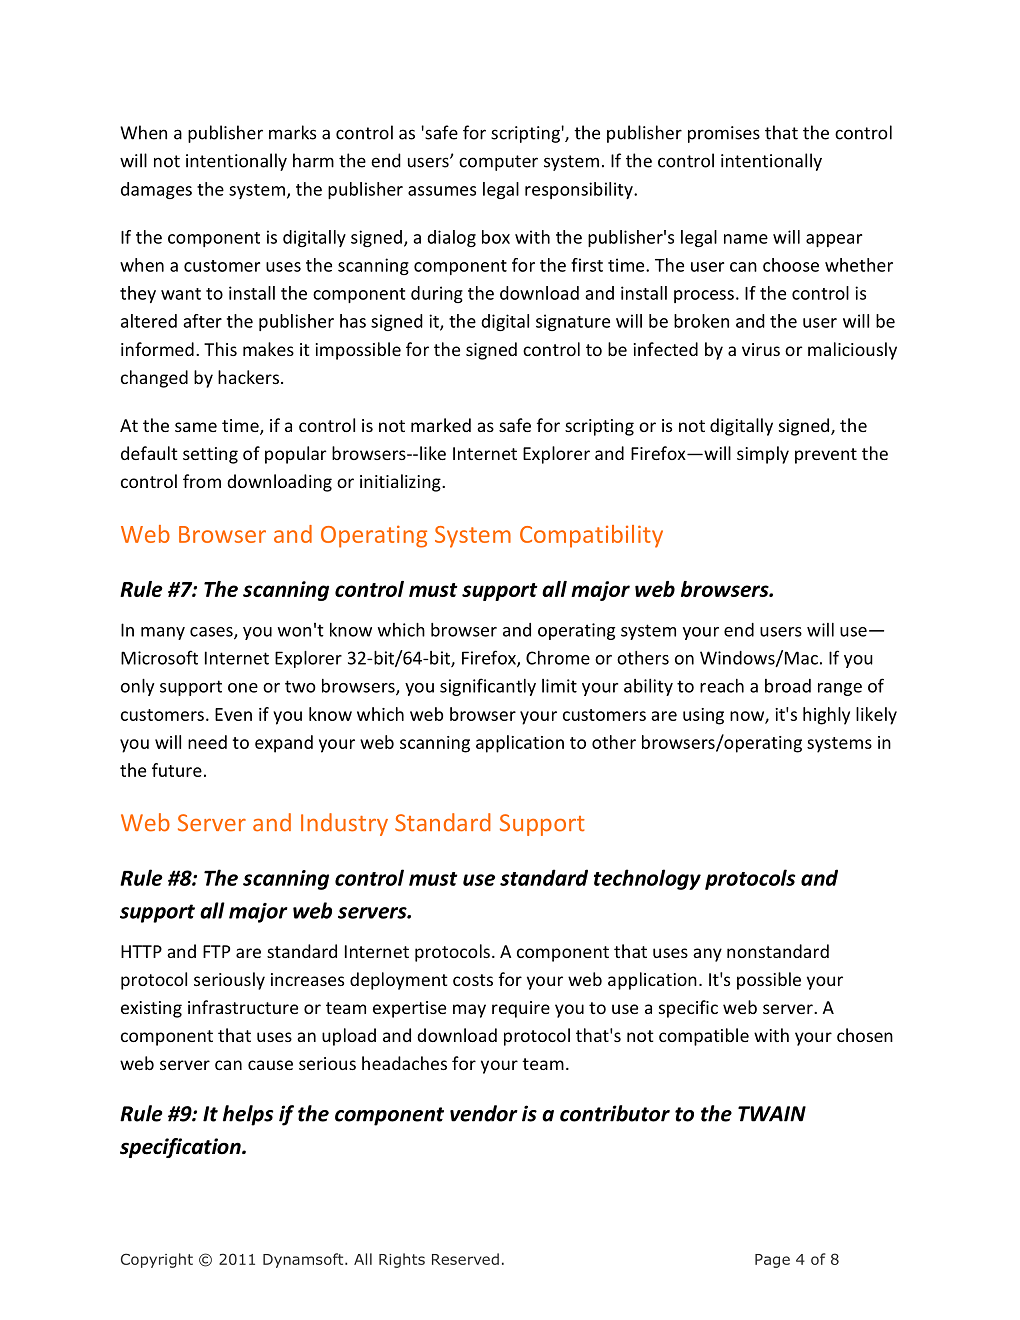 When a publisher marks a control as 'safe for scripting', the publisher promises that the control
will not intentionally harm the end users’ computer system. If the control intentionally
damages the system, the publisher assumes legal responsibility.
If the component is digitally signed, a dialog box with the publisher's legal name will appear
when a customer uses the scanning component for the first time. The user can choose whether
they want to install the component during the download and install process. If the control is
altered after the publisher has signed it, the digital signature will be broken and the user will be
informed. This makes it impossible for the signed control to be infected by a virus or maliciously
changed by hackers.
At the same time, if a control is not marked as safe for scripting or is not digitally signed, the
default setting of popular browsers--like Internet Explorer and Firefox—will simply prevent the
control from downloading or initializing.
Web Browser and Operating System Compatibility
Rule #7: The scanning control must support all major web browsers.
In many cases, you won't know which browser and operating system your end users will use—
Microsoft Internet Explorer 32-bit/64-bit, Firefox, Chrome or others on Windows/Mac. If you
only support one or two browsers, you significantly limit your ability to reach a broad range of
customers. Even if you know which web browser your customers are using now, it's highly likely
you will need to expand your web scanning application to other browsers/operating systems in
the future.
Web Server and Industry Standard Support
Rule #8: The scanning control must use standard technology protocols and
support all major web servers.
HTTP and FTP are standard Internet protocols. A component that uses any nonstandard
protocol seriously increases deployment costs for your web application. It's possible your
existing infrastructure or team expertise may require you to use a specific web server. A
component that uses an upload and download protocol that's not compatible with your chosen
web server can cause serious headaches for your team.
Rule #9: It helps if the component vendor is a contributor to the TWAIN
specification.
Copyright © 2011 Dynamsoft. All Rights Reserved. Page 4 of 8